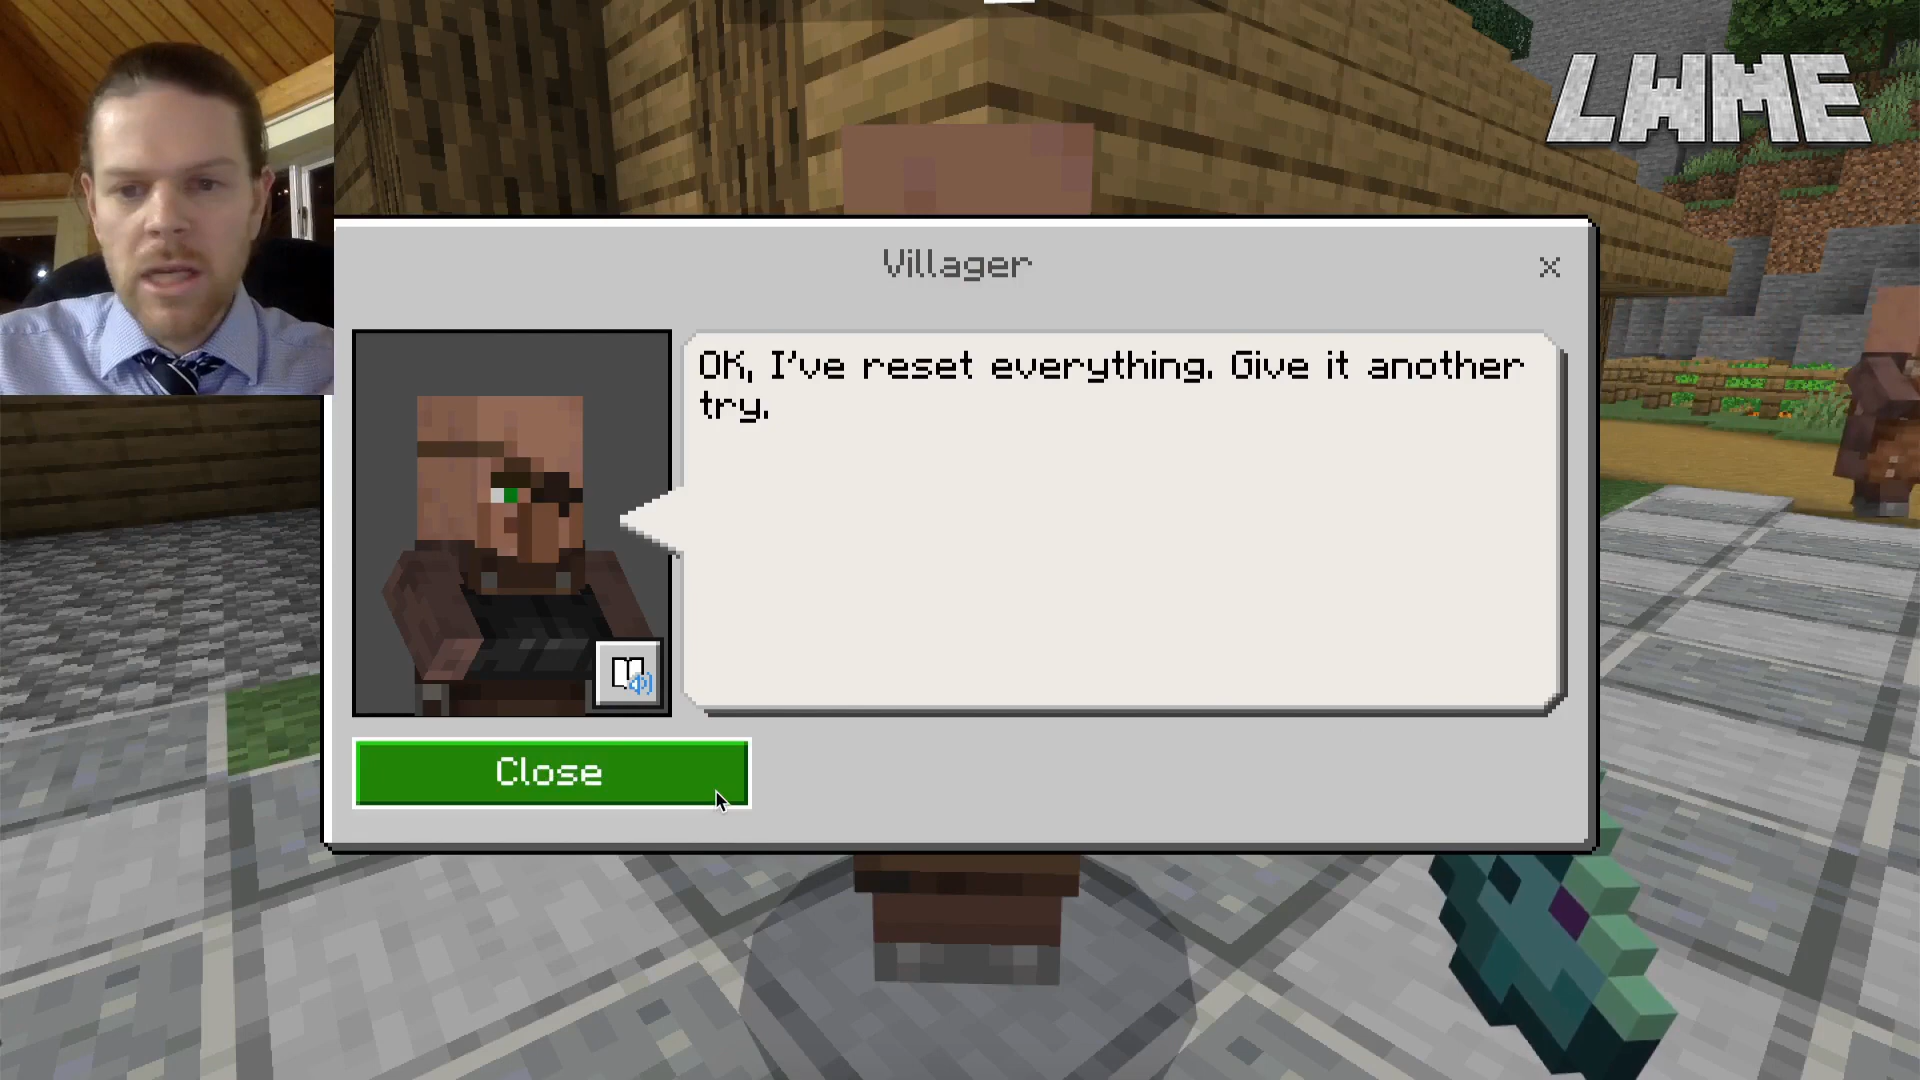 LWME
Villager
OK, I've reset everything. Give it another
try.
Close